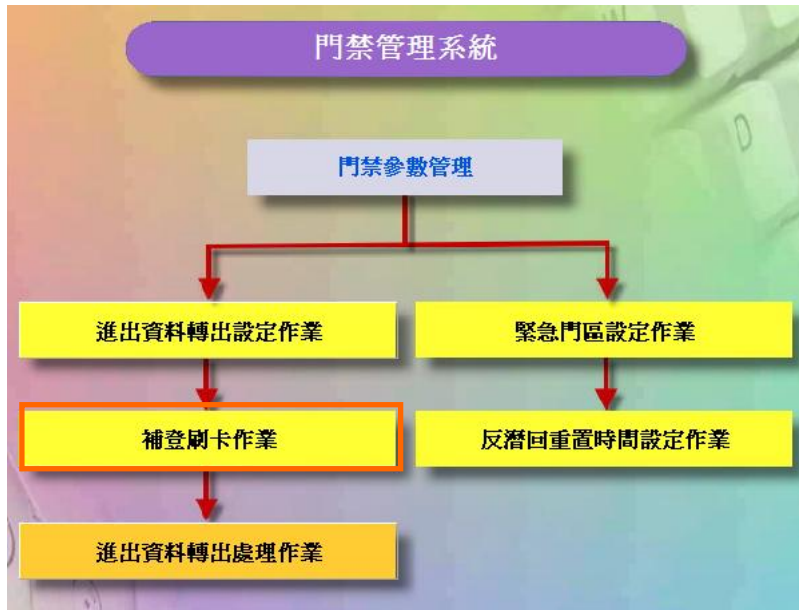 門禁管理系統
門禁參數管理
進出資料轉出設定作業
緊急門區設定作業
補登刷卡作業
反潛回重置時間設定作業
進出資料轉出處理作業
D